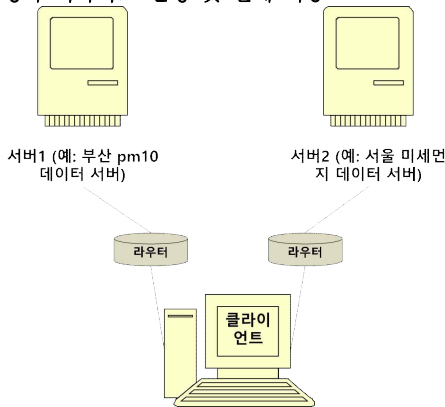 서버1 (예: 부산 pm10
데이터 서버)
서버2 (예: 서울 미세먼
지 데이터 서버)
라우터
라우터
클라이
언트